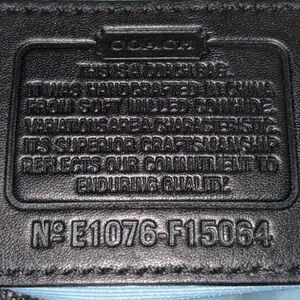 COACH
THIS IS A COACH BAG.
IT WAS HANDCRAFTED IN CHINA
FROM SOFT MILLED COWHIDE.
VARIATIONS ARE A CHARACTERISTIC.
ITS SUPERIOR CRAFTSMANSHIP
REFLECTS OUR COMMITMENT TO
ENDURING QUALITY.
Nº E1076-F15064